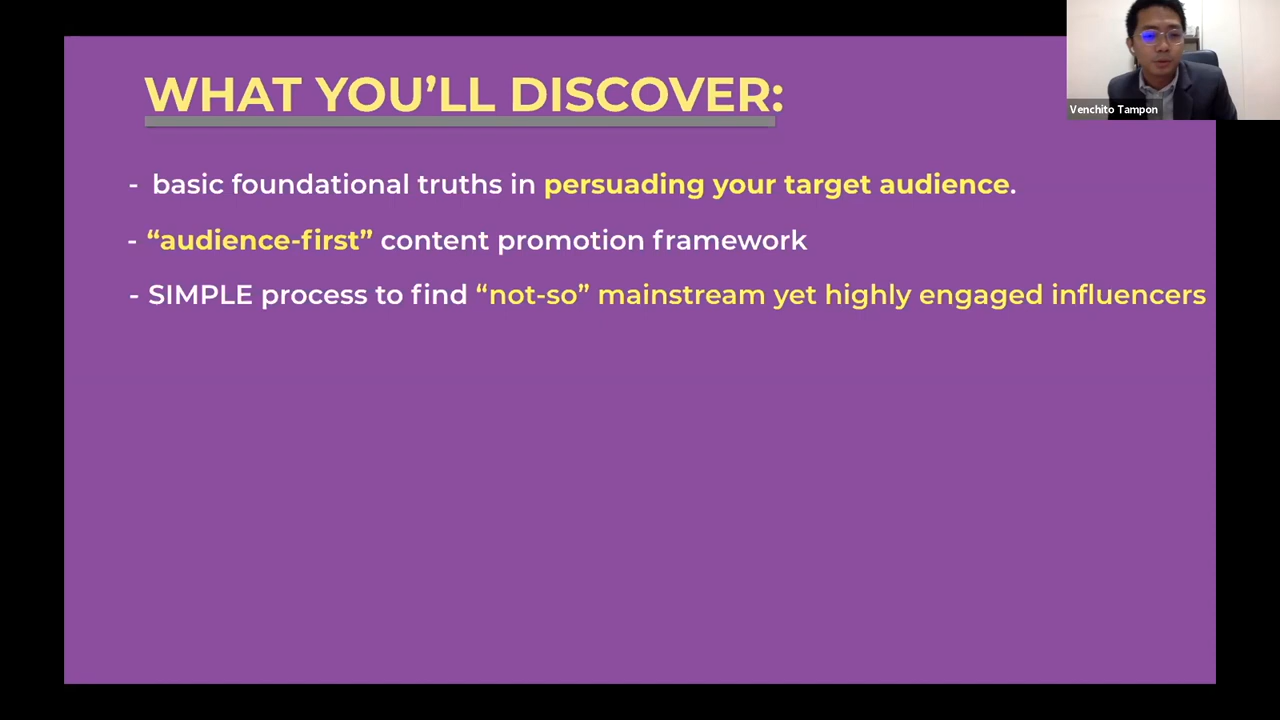 WHAT YOU’LL DISCOVER:
Venchito Tampon
- basic foundational truths in persuading your target audience.
- “audience-first” content promotion framework
- SIMPLE process to find “not-so” mainstream yet highly engaged influencers